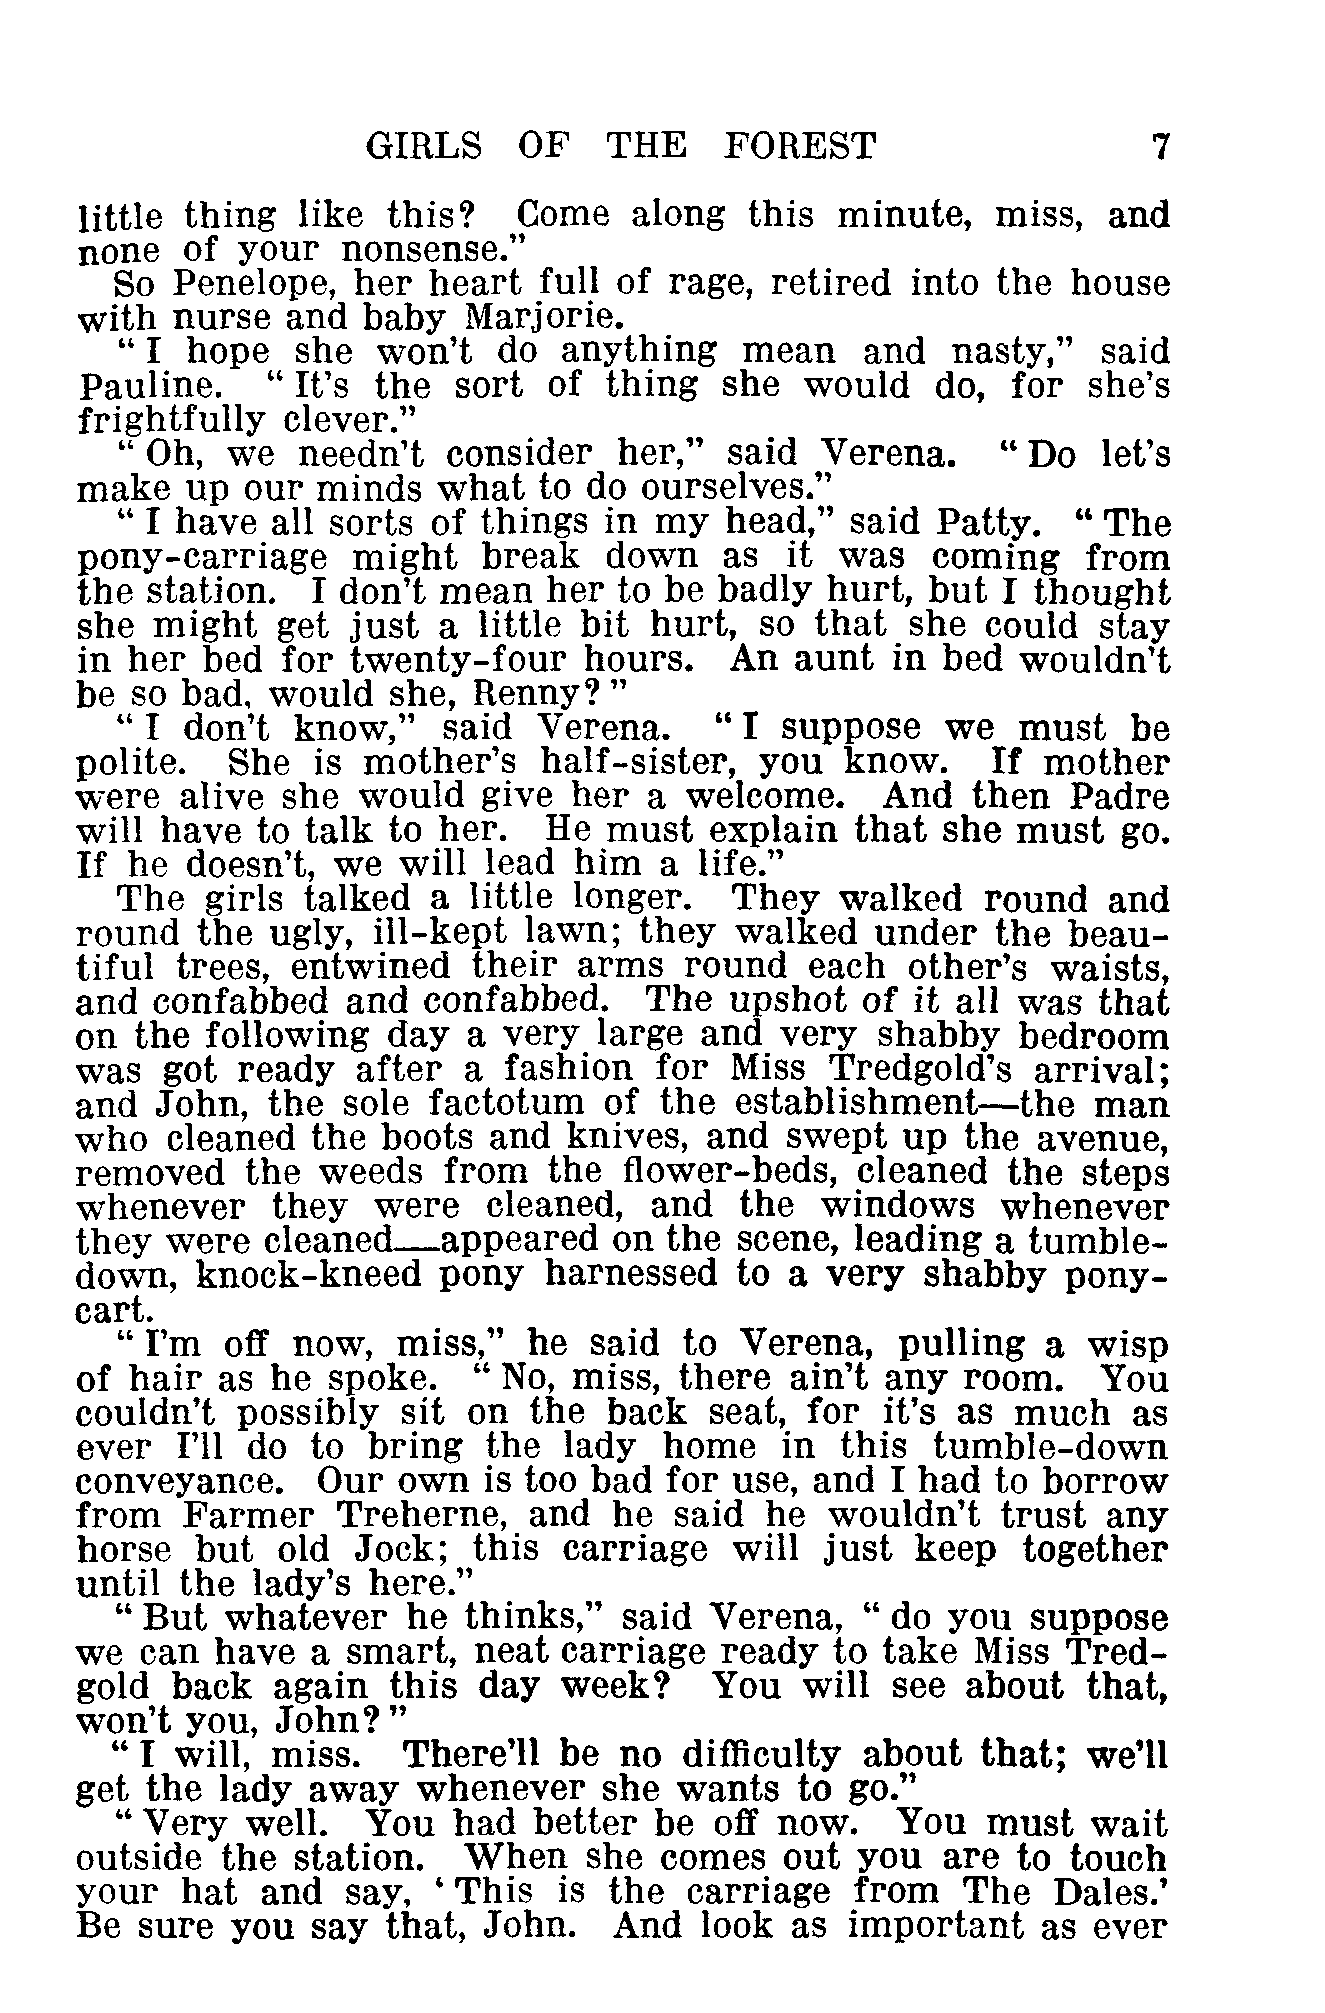 GIRLS OF THE FOREST 7
little thing like this? Come along this minute, miss, and
none of your nonsense."
So Penelope, her heart full of rage, retired into the house
with nurse and baby Marjorie.
" I hope she won't do anything mean and nasty," said
Pauline. " It's the sort of thing she would do, for she's
frightfully clever."
" Oh, we needn't consider her," said Verena. " Do let's
make up our minds what to do ourselves."
" I have all sorts of things in my head," said Patty. " The
pony-carriage might break down as it was coming from
the station. I don't mean her to be badly hurt, but I thought
she might get just a little bit hurt, so that she could stay
in her bed for twenty-four hours. An aunt in bed wouldn't
be so bad, would she, Renny? "
" I don't know," said Verena. " I suppose we must be
polite. She is mother's half-sister, you know. If mother
were alive she would give her a welcome. And then Padre
will have to talk to her. He must explain that she must go.
If he doesn't, we will lead him a life."
The girls talked a little longer. They walked round and
round the ugly, ill-kept lawn; they walked under the beau-
tiful trees, entwined their arms round each other's waists,
and confabbed and confabbed. The upshot of it all was that
on the following day a very large and very shabby bedroom
was got ready after a fashion for Miss Tredgold's arrival;
and John, the sole factotum of the establishment—the man
who cleaned the boots and knives, and swept up the avenue,
removed the weeds from the flower-beds, cleaned the steps
whenever they were cleaned, and the windows whenever
they were cleaned—appeared on the scene, leading a tumble-
down, knock-kneed pony harnessed to a very shabby pony-
cart.
" I'm off now, miss," he said to Verena, pulling a wisp
of hair as he spoke. " No, miss, there ain't any room. You
couldn't possibly sit on the back seat, for it's as much as
ever I'll do to bring the lady home in this tumble-down
conveyance. Our own is too bad for use, and I had to borrow
from Farmer Treherne, and he said he wouldn't trust any
horse but old Jock; this carriage will just keep together
until the lady's here."
" But whatever he thinks," said Verena, " do you suppose
we can have a smart, neat carriage ready to take Miss Tred-
gold back again this day week? You will see about that,
won't you, John? "
" I will, miss. There'll be no difficulty about that; we'll
get the lady away whenever she wants to go."
" Very well. You had better be off now. You must wait
outside the station. When she comes out you are to touch
your hat and say, ' This is the carriage from The Dales.'
Be sure you say that, John. And look as important as ever